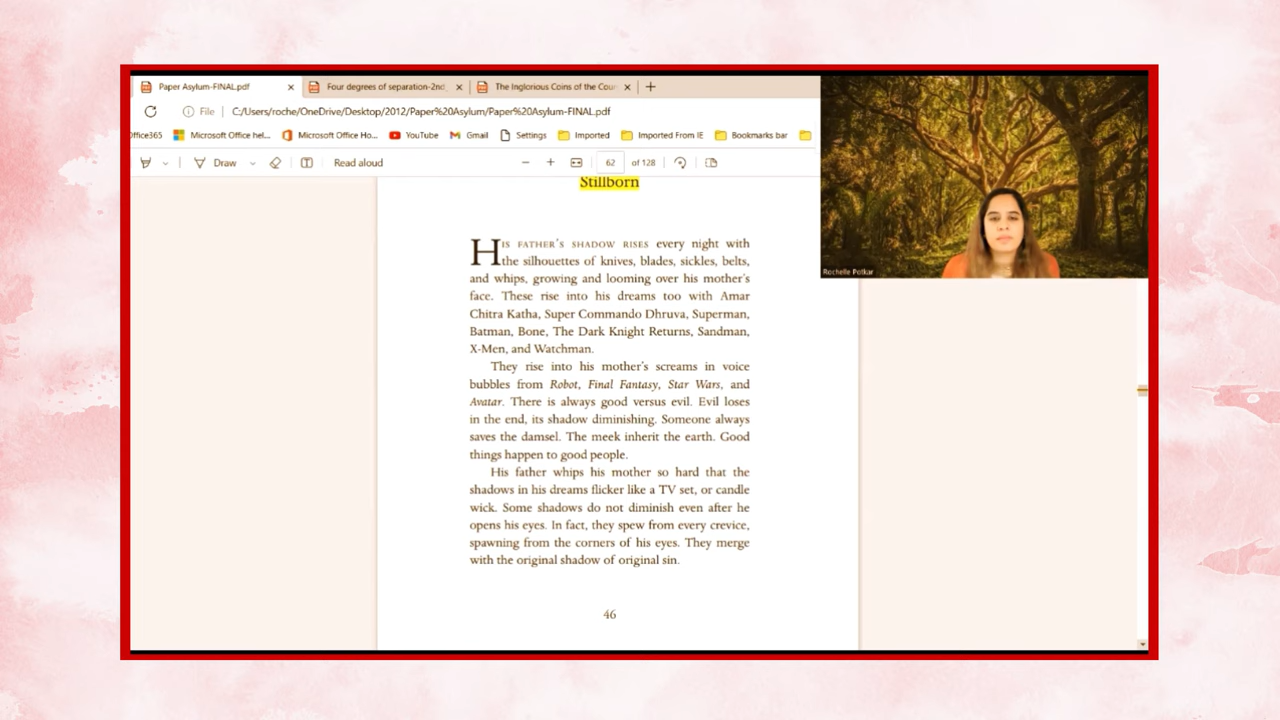 Paper Asylum-FINAL.pdf
Four degrees of separation-2nd
The Inglorious Coins of the Coun
File
C:/Users/roche/OneDrive/Desktop/2012/Paper%20Asylum/Paper%20Asylum-FINAL.pdf
Office365
Microsoft Office hel...
Microsoft Office Ho...
YouTube
Gmail
Settings
Imported
Imported From IE
Bookmarks bar
Draw
Read aloud
62 of 128
Rochelle Potkar
Stillborn
HIS FATHER'S SHADOW RISES every night with
the silhouettes of knives, blades, sickles, belts,
and whips, growing and looming over his mother's
face. These rise into his dreams too with Amar
Chitra Katha, Super Commando Dhruva, Superman,
Batman, Bone, The Dark Knight Returns, Sandman,
X-Men, and Watchman.
They rise into his mother's screams in voice
bubbles from Robot, Final Fantasy, Star Wars, and
Avatar. There is always good versus evil. Evil loses
in the end, its shadow diminishing. Someone always
saves the damsel. The meek inherit the earth. Good
things happen to good people.
His father whips his mother so hard that the
shadows in his dreams flicker like a TV set, or candle
wick. Some shadows do not diminish even after he
opens his eyes. In fact, they spew from every crevice,
spawning from the corners of his eyes. They merge
with the original shadow of original sin.
46